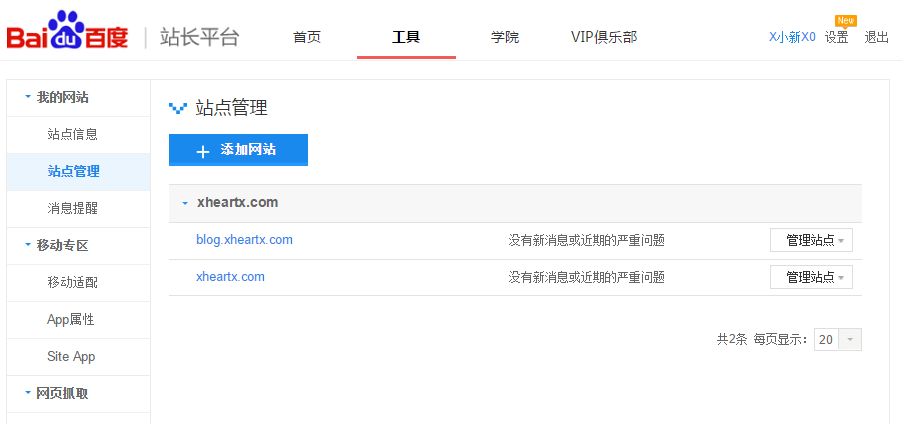 Bai du 百度 | 站长平台 首页 工具 学院 VIP俱乐部 X小新X0 New 设置 退出
我的网站
站点信息
站点管理
消息提醒
移动专区
移动适配
App属性
Site App
网页抓取
站点管理
+ 添加网站
xheartx.com
blog.xheartx.com 没有新消息或近期的严重问题 管理站点
xheartx.com 没有新消息或近期的严重问题 管理站点
共2条 每页显示: 20